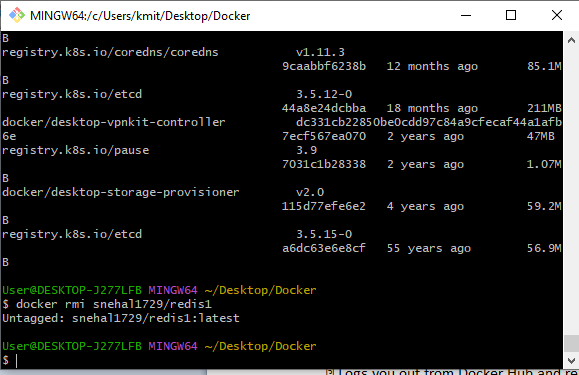 MINGW64:/c/Users/kmit/Desktop/Docker
B
registry.k8s.io/coredns/coredns v1.11.3
9caabbf6238b 12 months ago 85.1M
B
registry.k8s.io/etcd 3.5.12-0
44a8e24dcbba 18 months ago 211MB
docker/desktop-vpnkit-controller dc331cb22850be0cdd97c84a9cfecaf44a1afb
6e 7ecf567ea070 2 years ago 47MB
registry.k8s.io/pause 3.9
7031c1b28338 2 years ago 1.07M
B
docker/desktop-storage-provisioner v2.0
115d77efe6e2 4 years ago 59.2M
B
registry.k8s.io/etcd 3.5.15-0
a6dc63e6e8cf 55 years ago 56.9M
B
User@DESKTOP-J277LFB MINGW64 ~/Desktop/Docker
$ docker rmi snehal1729/redis1
Untagged: snehal1729/redis1:latest
User@DESKTOP-J277LFB MINGW64 ~/Desktop/Docker
$
Logs you out from Docker Hub and re